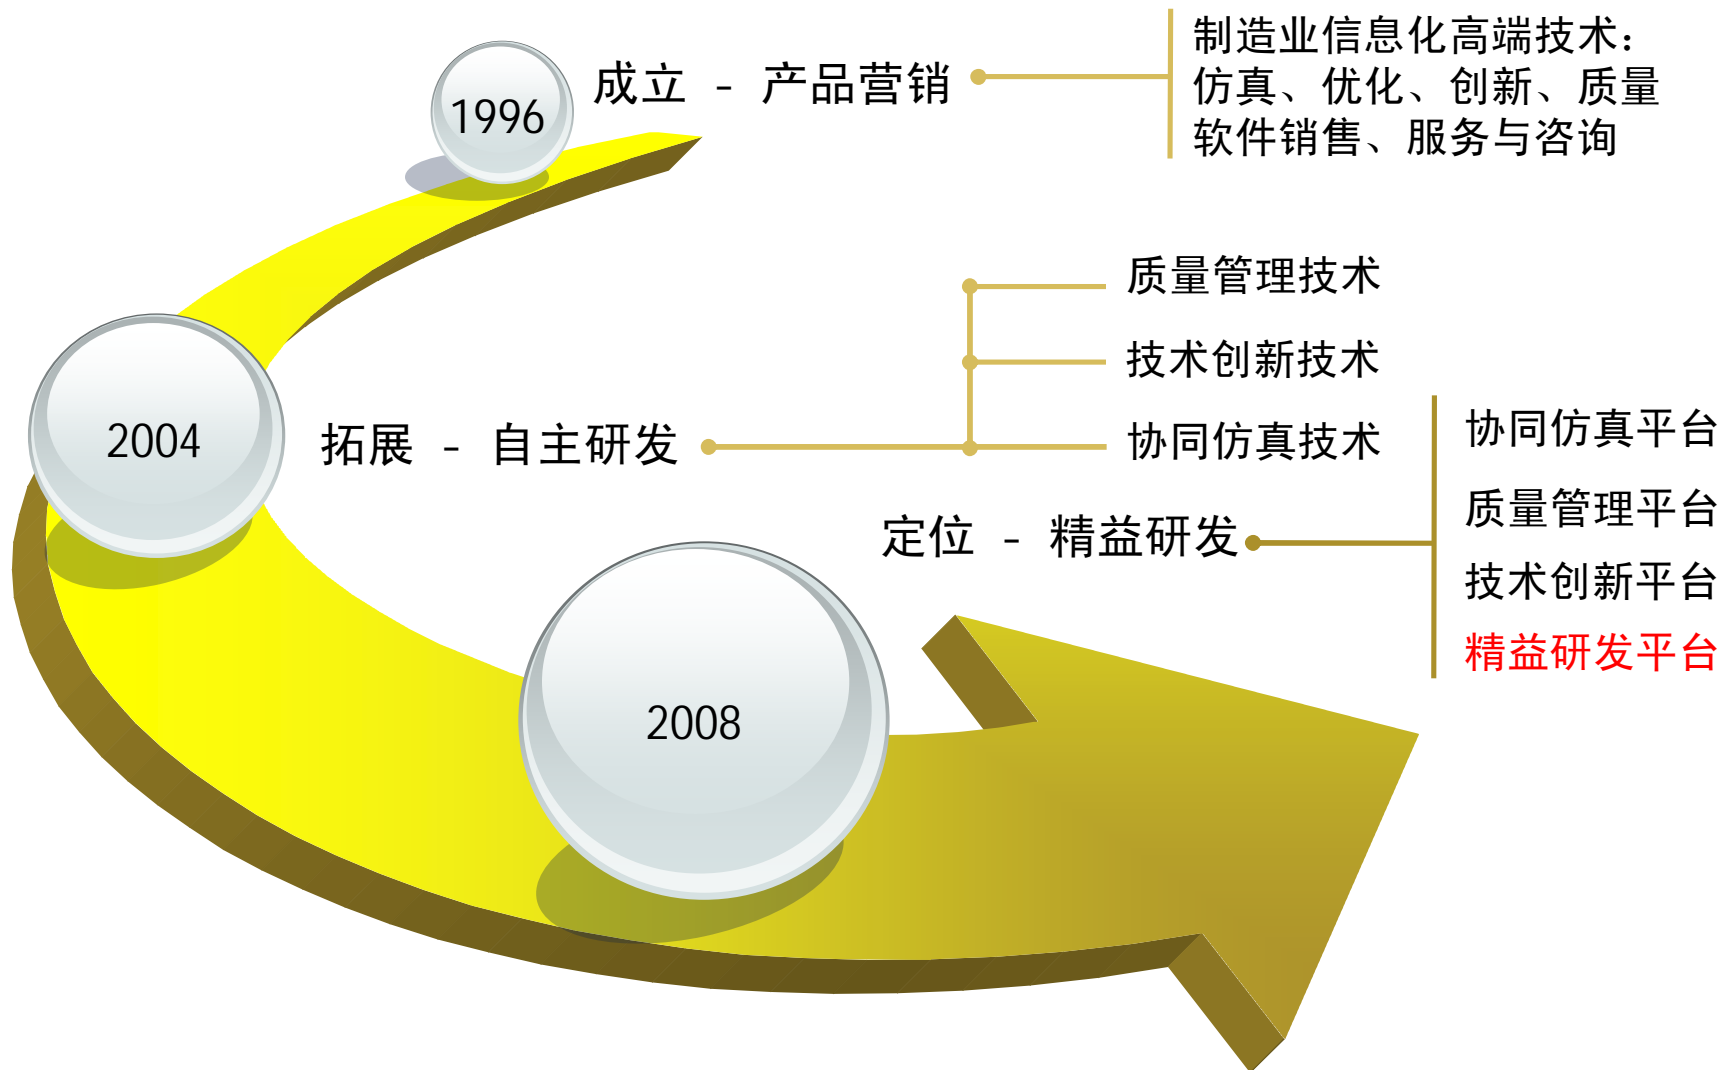 1996
成立 - 产品营销
制造业信息化高端技术：
仿真、优化、创新、质量
软件销售、服务与咨询
2004
拓展 - 自主研发
质量管理技术
技术创新技术
协同仿真技术
2008
定位 - 精益研发
协同仿真平台
质量管理平台
技术创新平台
精益研发平台